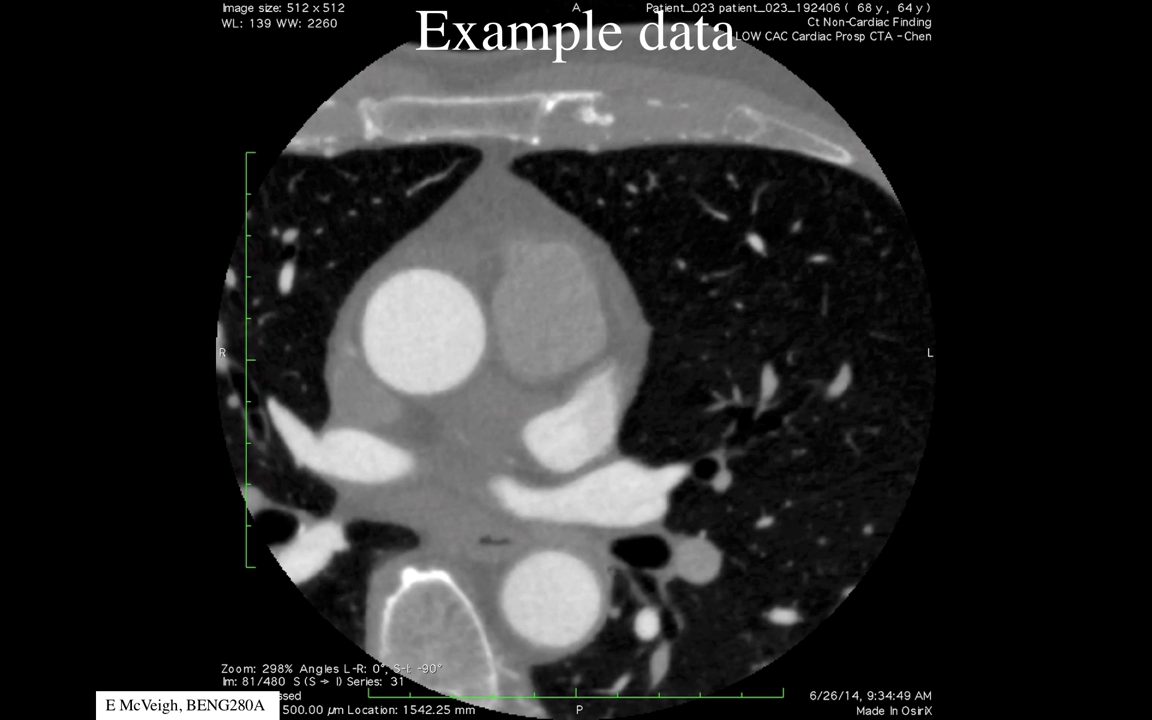 Image size: 512 x 512
WL: 139 WW: 2260
A
Patient_023 patient_023_192406 ( 68 y, 64 y)
Ct Non-Cardiac Finding
LOW CAC Cardiac Prosp CTA -Chen
Example data
R
L
Zoom: 298% Angles L-R: 0°, S-I: -90°
Im: 81/480 S (S → I) Series: 31
500.00 µm Location: 1542.25 mm
P
6/26/14, 9:34:49 AM
Made In OsiriX
E McVeigh, BENG280A